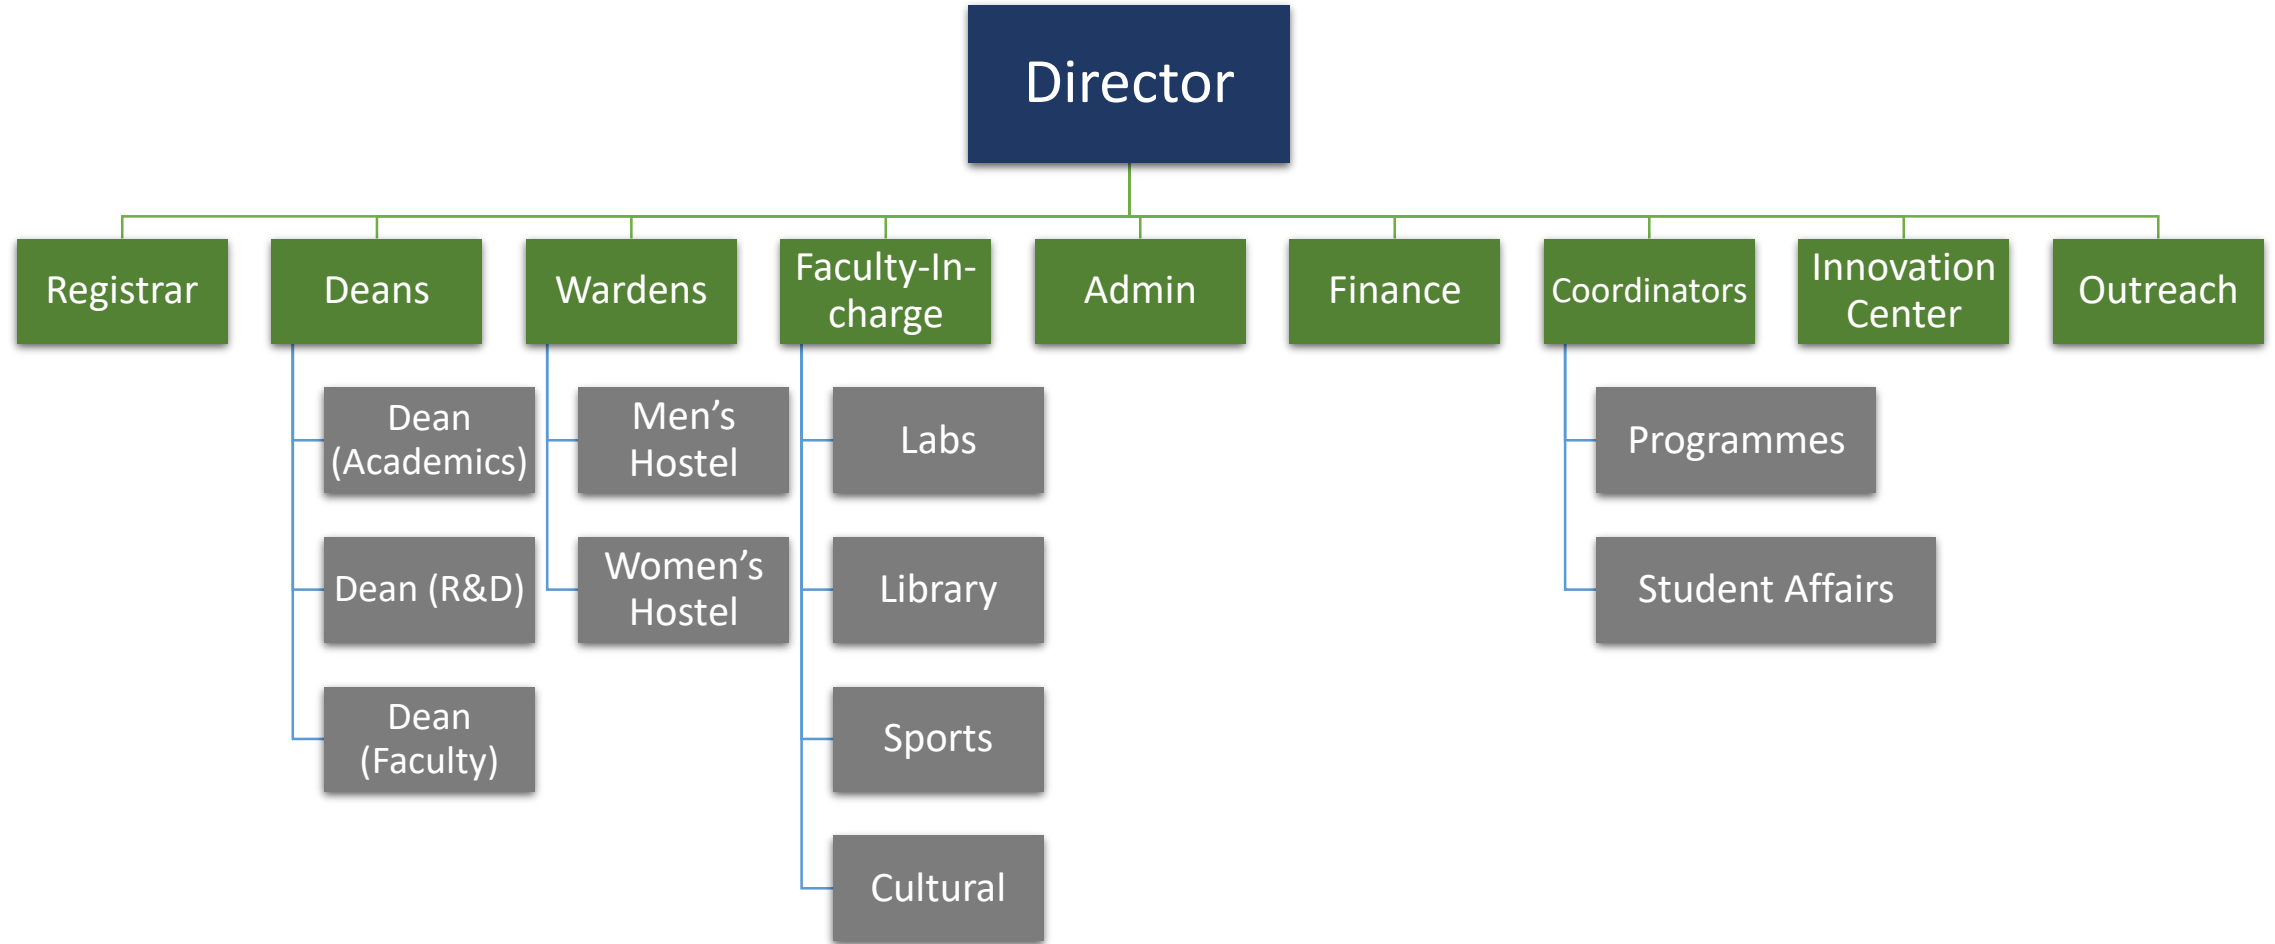 Director
Registrar
Deans
Wardens
Faculty-In-
charge
Admin
Finance
Coordinators
Innovation
Center
Outreach
Dean
(Academics)
Men’s
Hostel
Labs
Programmes
Dean (R&D)
Women’s
Hostel
Library
Student Affairs
Dean
(Faculty)
Sports
Cultural